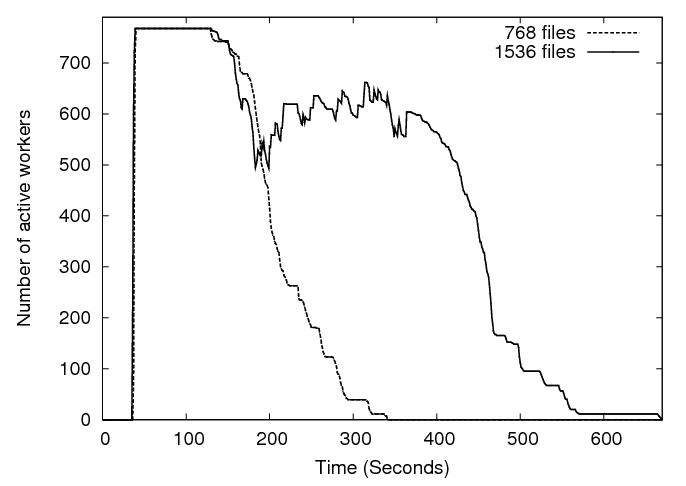 768 files
1536 files
700
600
500
400
300
200
100
0
0 100 200 300 400 500 600
Number of active workers
Time (Seconds)